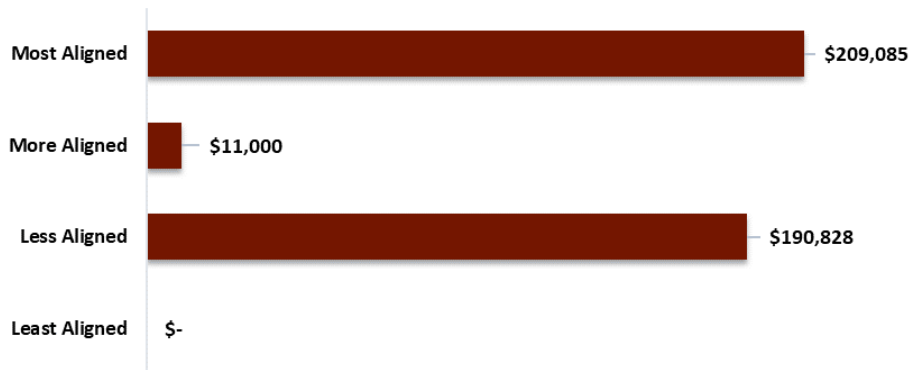 Most Aligned $209,085
More Aligned $11,000
Less Aligned $190,828
Least Aligned $-